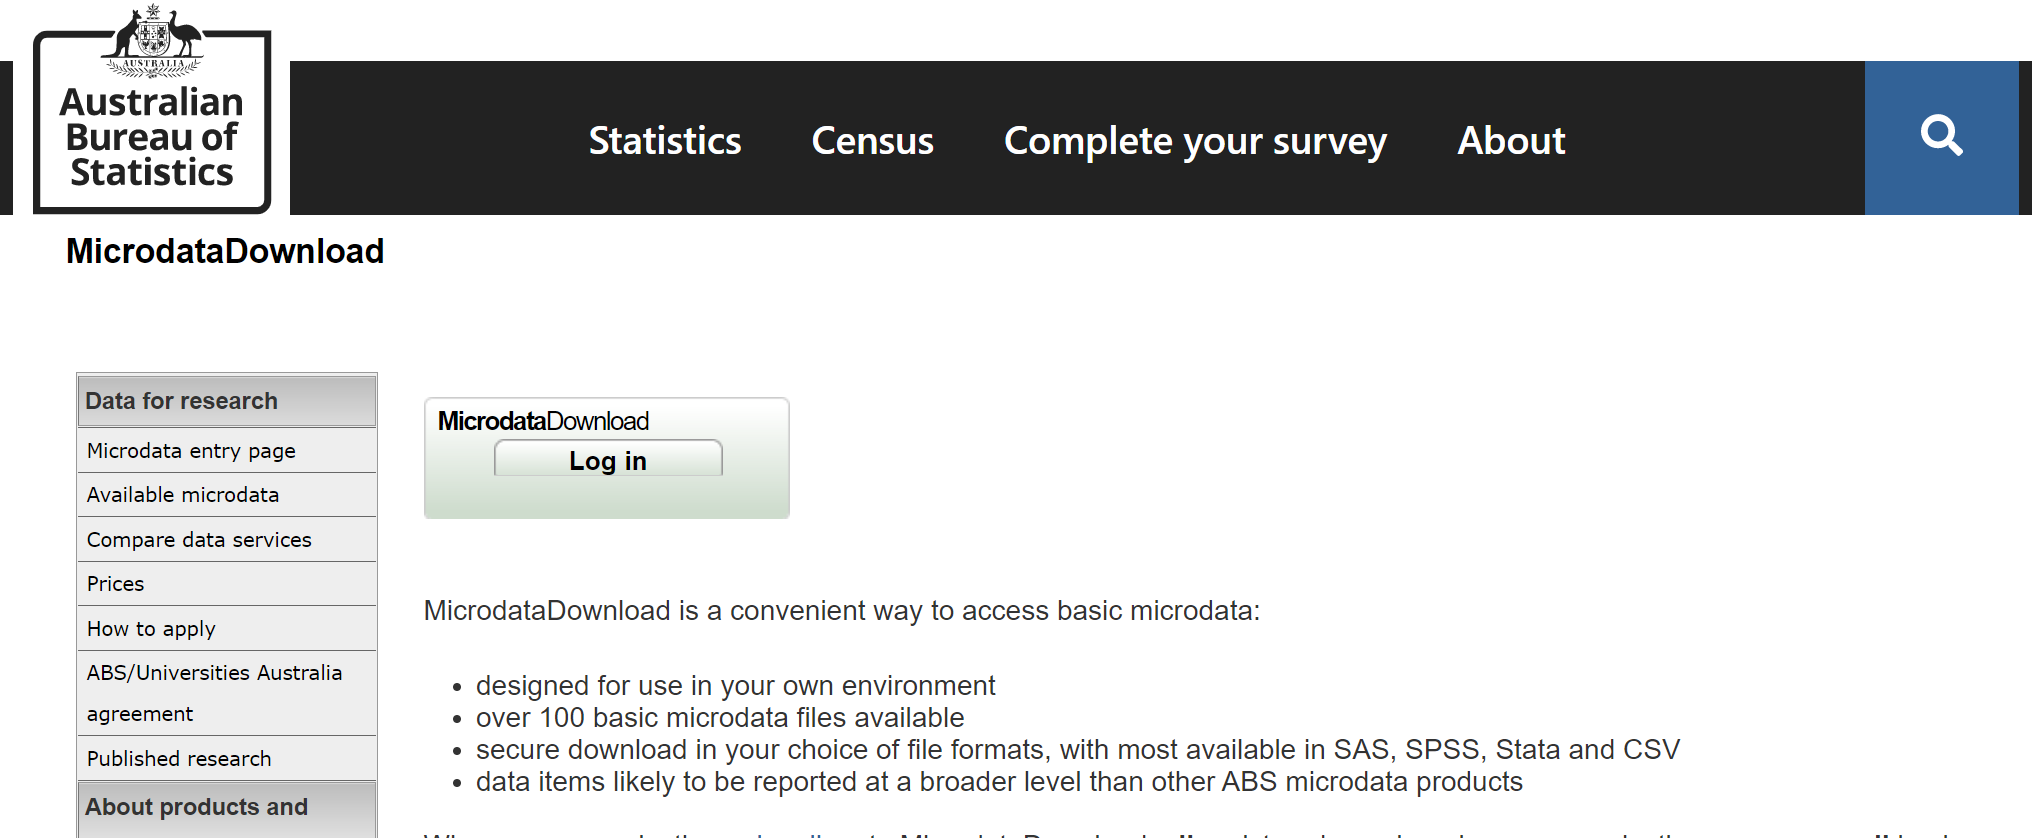 AUSTRALIA
Australian
Bureau of
Statistics
Statistics
Census
Complete your survey
About
MicrodataDownload
Data for research
Microdata entry page
Available microdata
Compare data services
Prices
How to apply
ABS/Universities Australia
agreement
Published research
About products and
MicrodataDownload
Log in
MicrodataDownload is a convenient way to access basic microdata:
• designed for use in your own environment
• over 100 basic microdata files available
• secure download in your choice of file formats, with most available in SAS, SPSS, Stata and CSV
• data items likely to be reported at a broader level than other ABS microdata products